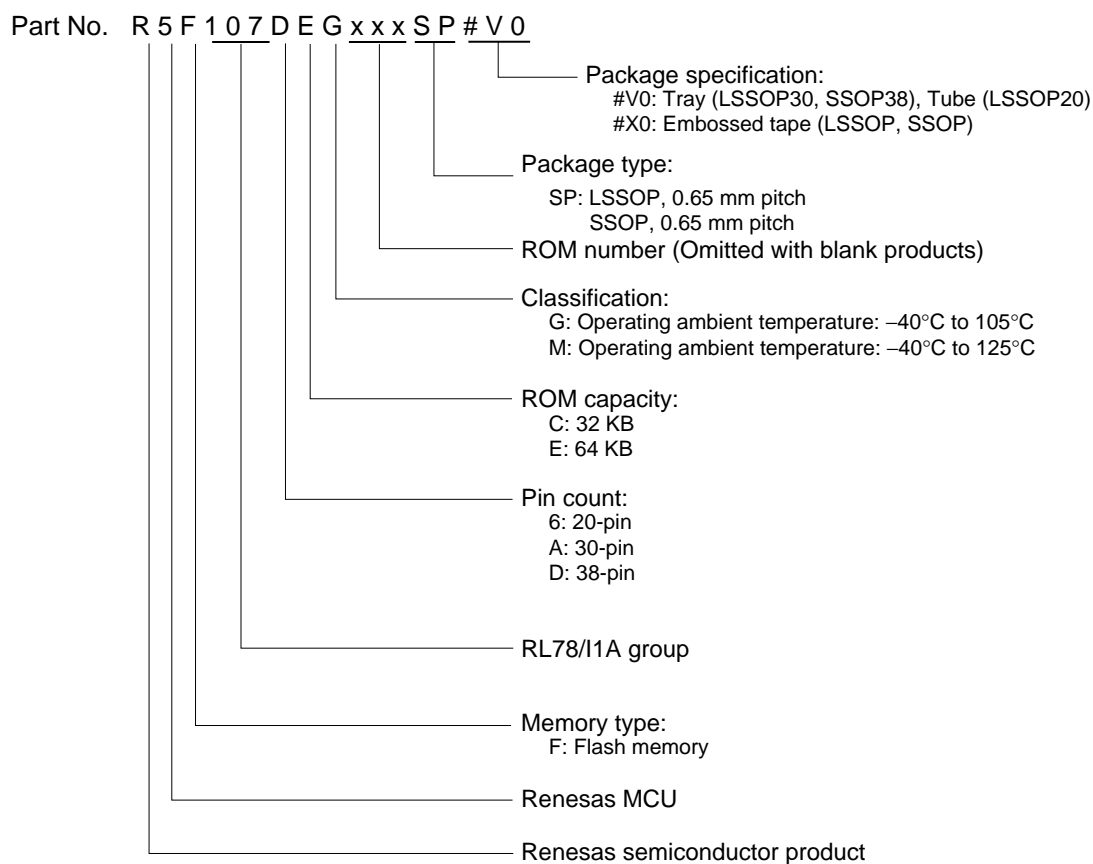 Part No. R 5 F 1 0 7 D E G x x x S P # V 0
Package specification:
#V0: Tray (LSSOP30, SSOP38), Tube (LSSOP20)
#X0: Embossed tape (LSSOP, SSOP)
Package type:
SP: LSSOP, 0.65 mm pitch
SSOP, 0.65 mm pitch
ROM number (Omitted with blank products)
Classification:
G: Operating ambient temperature: −40°C to 105°C
M: Operating ambient temperature: −40°C to 125°C
ROM capacity:
C: 32 KB
E: 64 KB
Pin count:
6: 20-pin
A: 30-pin
D: 38-pin
RL78/I1A group
Memory type:
F: Flash memory
Renesas MCU
Renesas semiconductor product